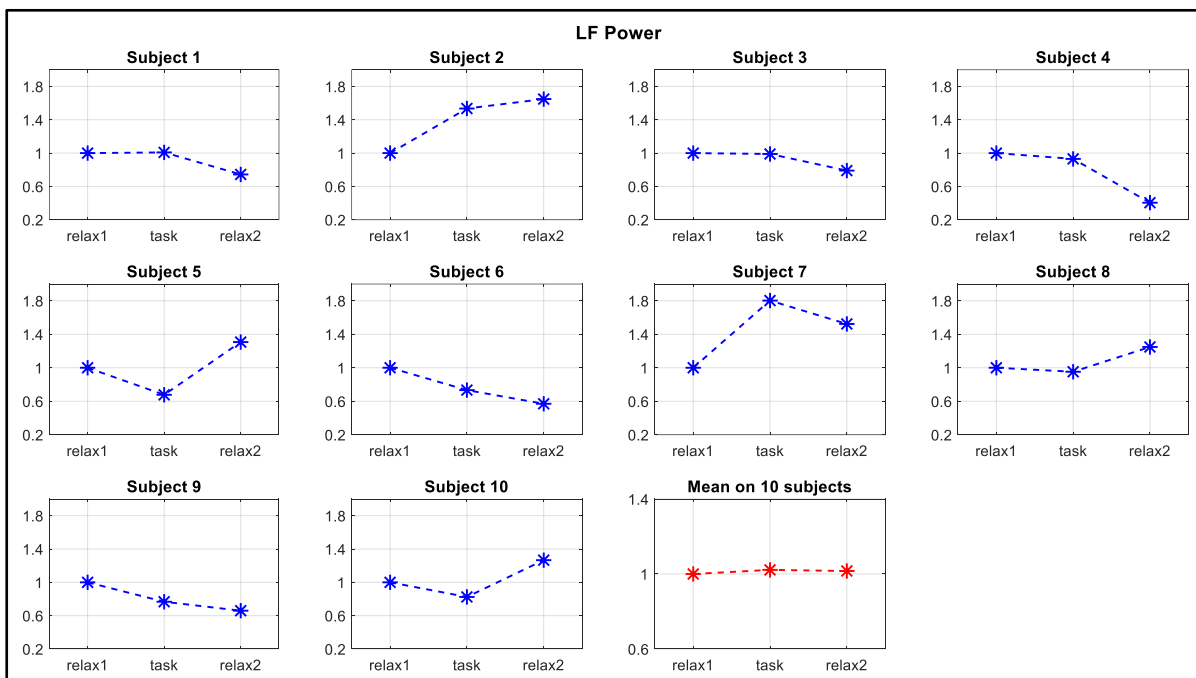 LF Power
Subject 1
1.8
1.4
1
0.6
0.2
relax1 task relax2
Subject 2
1.8
1.4
1
0.6
0.2
relax1 task relax2
Subject 3
1.8
1.4
1
0.6
0.2
relax1 task relax2
Subject 4
1.8
1.4
1
0.6
0.2
relax1 task relax2
Subject 5
1.8
1.4
1
0.6
0.2
relax1 task relax2
Subject 6
1.8
1.4
1
0.6
0.2
relax1 task relax2
Subject 7
1.8
1.4
1
0.6
0.2
relax1 task relax2
Subject 8
1.8
1.4
1
0.6
0.2
relax1 task relax2
Subject 9
1.8
1.4
1
0.6
0.2
relax1 task relax2
Subject 10
1.8
1.4
1
0.6
0.2
relax1 task relax2
Mean on 10 subjects
1.4
1
0.6
relax1 task relax2